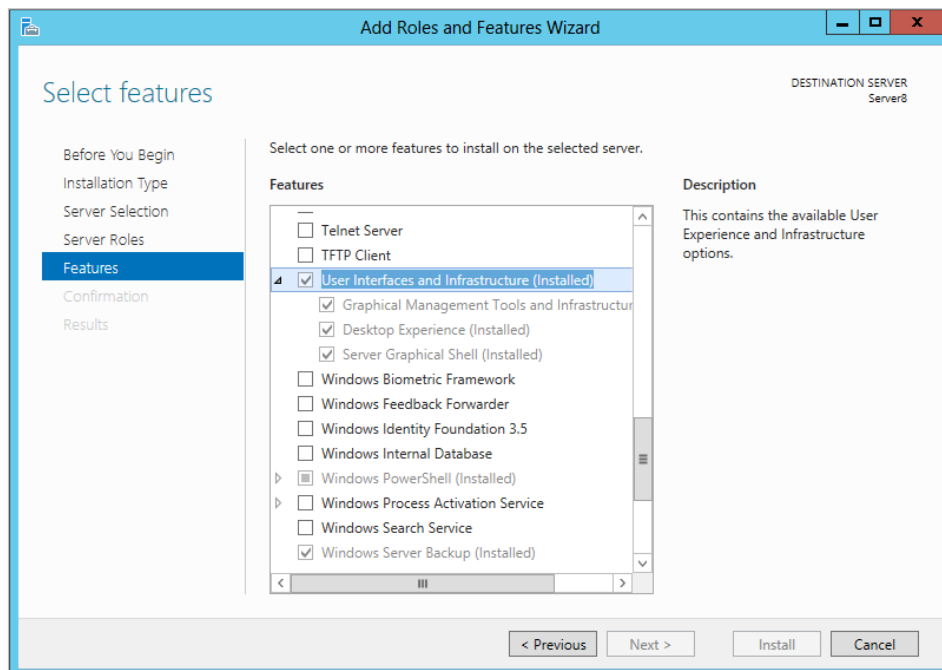 Add Roles and Features Wizard
Select features
DESTINATION SERVER
Server8
Before You Begin
Installation Type
Server Selection
Server Roles
Features
Confirmation
Results
Select one or more features to install on the selected server.
Features
Telnet Server
TFTP Client
User Interfaces and Infrastructure (Installed)
Graphical Management Tools and Infrastructur
Desktop Experience (Installed)
Server Graphical Shell (Installed)
Windows Biometric Framework
Windows Feedback Forwarder
Windows Identity Foundation 3.5
Windows Internal Database
Windows PowerShell (Installed)
Windows Process Activation Service
Windows Search Service
Windows Server Backup (Installed)
Description
This contains the available User
Experience and Infrastructure
options.
< Previous
Next >
Install
Cancel